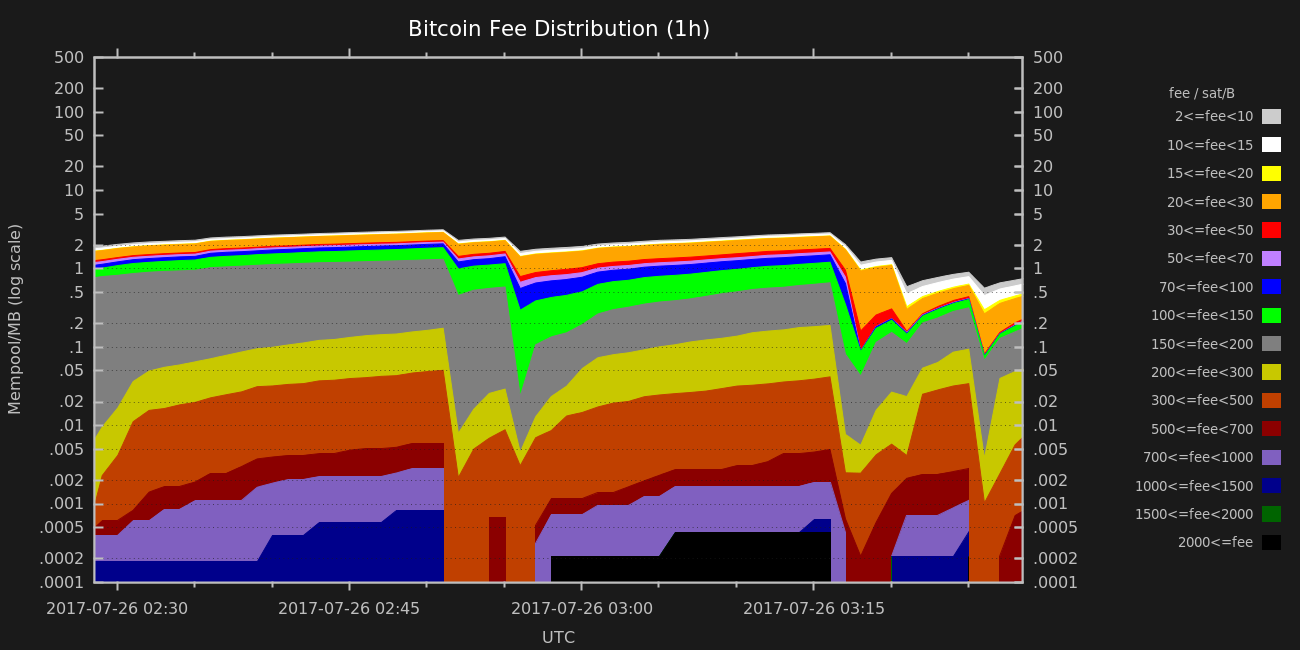 Bitcoin Fee Distribution (1h)
Mempool/MB (log scale)
500
200
100
50
20
10
5
2
1
.5
.2
.1
.05
.02
.01
.005
.002
.001
.0005
.0002
.0001
500
200
100
50
20
10
5
2
1
.5
.2
.1
.05
.02
.01
.005
.002
.001
.0005
.0002
.0001
2017-07-26 02:30
2017-07-26 02:45
2017-07-26 03:00
2017-07-26 03:15
UTC
fee / sat/B
2<=fee<10
10<=fee<15
15<=fee<20
20<=fee<30
30<=fee<50
50<=fee<70
70<=fee<100
100<=fee<150
150<=fee<200
200<=fee<300
300<=fee<500
500<=fee<700
700<=fee<1000
1000<=fee<1500
1500<=fee<2000
2000<=fee